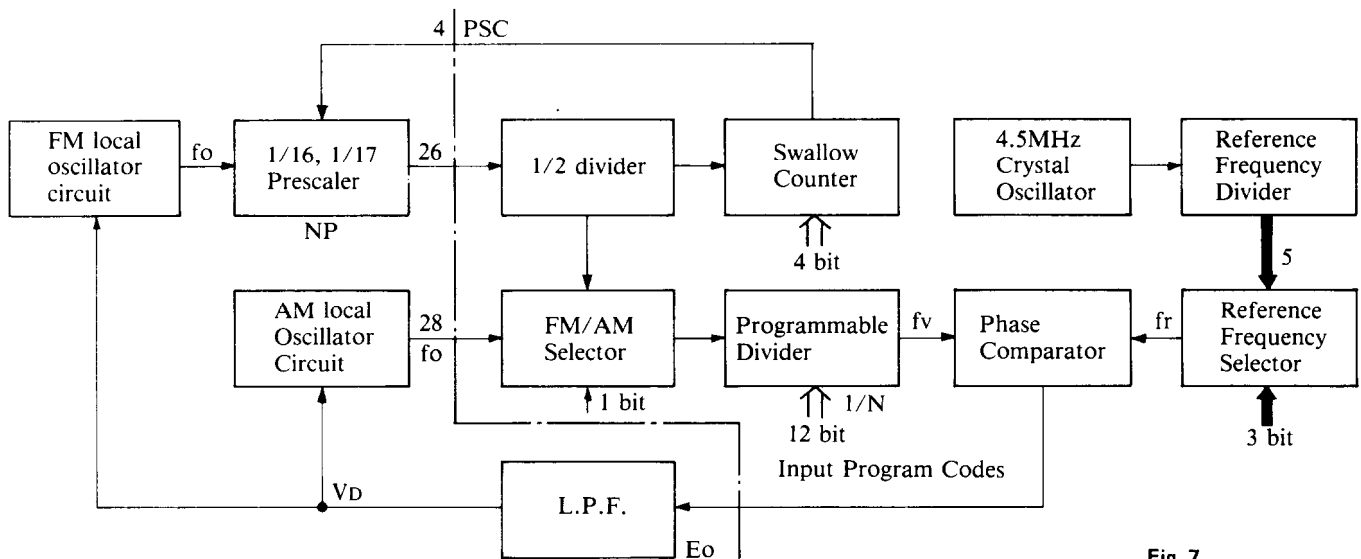 4 PSC
FM local
oscillator
circuit
fo
1/16, 1/17
Prescaler
NP
26
1/2 divider
Swallow
Counter
4 bit
4.5MHz
Crystal
Oscillator
Reference
Frequency
Divider
5
AM local
Oscillator
Circuit
28
fo
FM/AM
Selector
1 bit
Programmable
Divider
1/N
12 bit
fv
Phase
Comparator
fr
Reference
Frequency
Selector
3 bit
Input Program Codes
VD
L.P.F.
Eo
Fig. 7